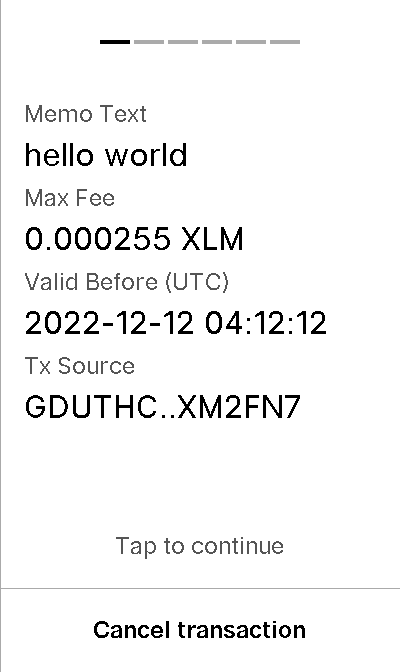 Memo Text
hello world
Max Fee
0.000255 XLM
Valid Before (UTC)
2022-12-12 04:12:12
Tx Source
GDUTHC..XM2FN7
Tap to continue
Cancel transaction